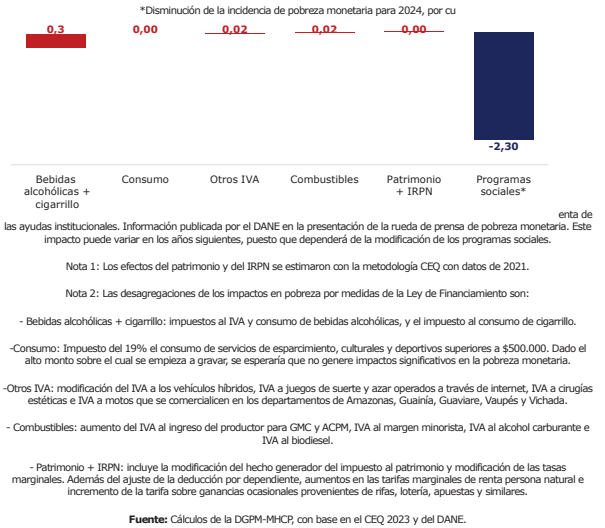 *Disminución de la incidencia de pobreza monetaria para 2024, por cu
0,3
0,00
0,02
0,02
0,00
-2,30
Bebidas
alcohólicas +
cigarrillo
Consumo
Otros IVA
Combustibles
Patrimonio
+ IRPN
Programas
sociales*
enta de
las ayudas institucionales. Información publicada por el DANE en la presentación de la rueda de prensa de pobreza monetaria. Este
impacto puede variar en los años siguientes, puesto que dependerá de la modificación de los programas sociales.
Nota 1: Los efectos del patrimonio y del IRPN se estimaron con la metodología CEQ con datos de 2021.
Nota 2: Las desagregaciones de los impactos en pobreza por medidas de la Ley de Financiamiento son:
- Bebidas alcohólicas + cigarrillo: impuestos al IVA y consumo de bebidas alcohólicas, y el impuesto al consumo de cigarrillo.
-Consumo: Impuesto del 19% el consumo de servicios de esparcimiento, culturales y deportivos superiores a $500.000. Dado el
alto monto sobre el cual se empieza a gravar, se esperaría que no genere impactos significativos en la pobreza monetaria.
-Otros IVA: modificación del IVA a los vehículos híbridos, IVA a juegos de suerte y azar operados a través de internet, IVA a cirugías
estéticas e IVA a motos que se comercialicen en los departamentos de Amazonas, Guainía, Guaviare, Vaupés y Vichada.
- Combustibles: aumento del IVA al ingreso del productor para GMC y ACPM, IVA al margen minorista, IVA al alcohol carburante e
IVA al biodiesel.
- Patrimonio + IRPN: incluye la modificación del hecho generador del impuesto al patrimonio y modificación de las tasas
marginales. Además del ajuste de la deducción por dependiente, aumentos en las tarifas marginales de renta persona natural e
incremento de la tarifa sobre ganancias ocasionales provenientes de rifas, lotería, apuestas y similares.
Fuente: Cálculos de la DGPM-MHCP, con base en el CEQ 2023 y del DANE.